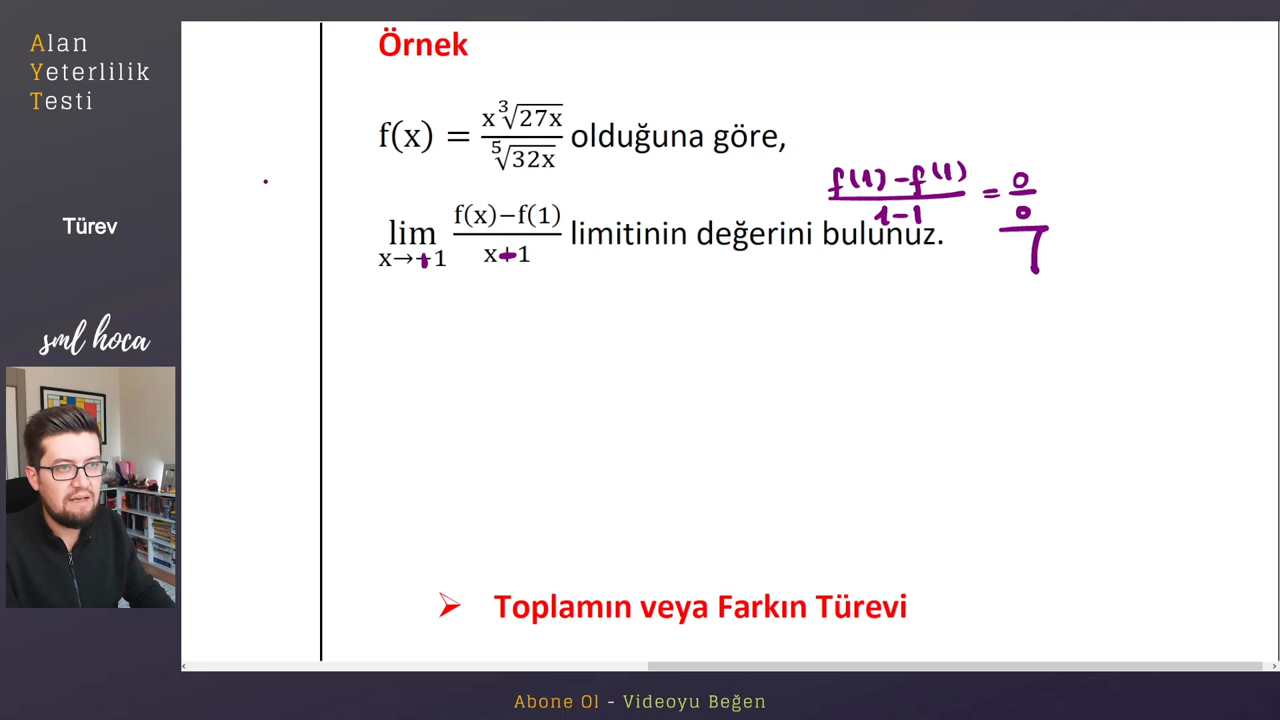 Alan
Yeterlilik
Testi
Türev
sml hoca
Örnek
f(x) = x∛27x / ⁵√32x olduğuna göre,
f(1) - f(1) / 1-1 = 0/0
lim x→+1 f(x)−f(1) / x-1 limitinin değerini bulunuz.
➢ Toplamın veya Farkın Türevi
Abone Ol - Videoyu Beğen